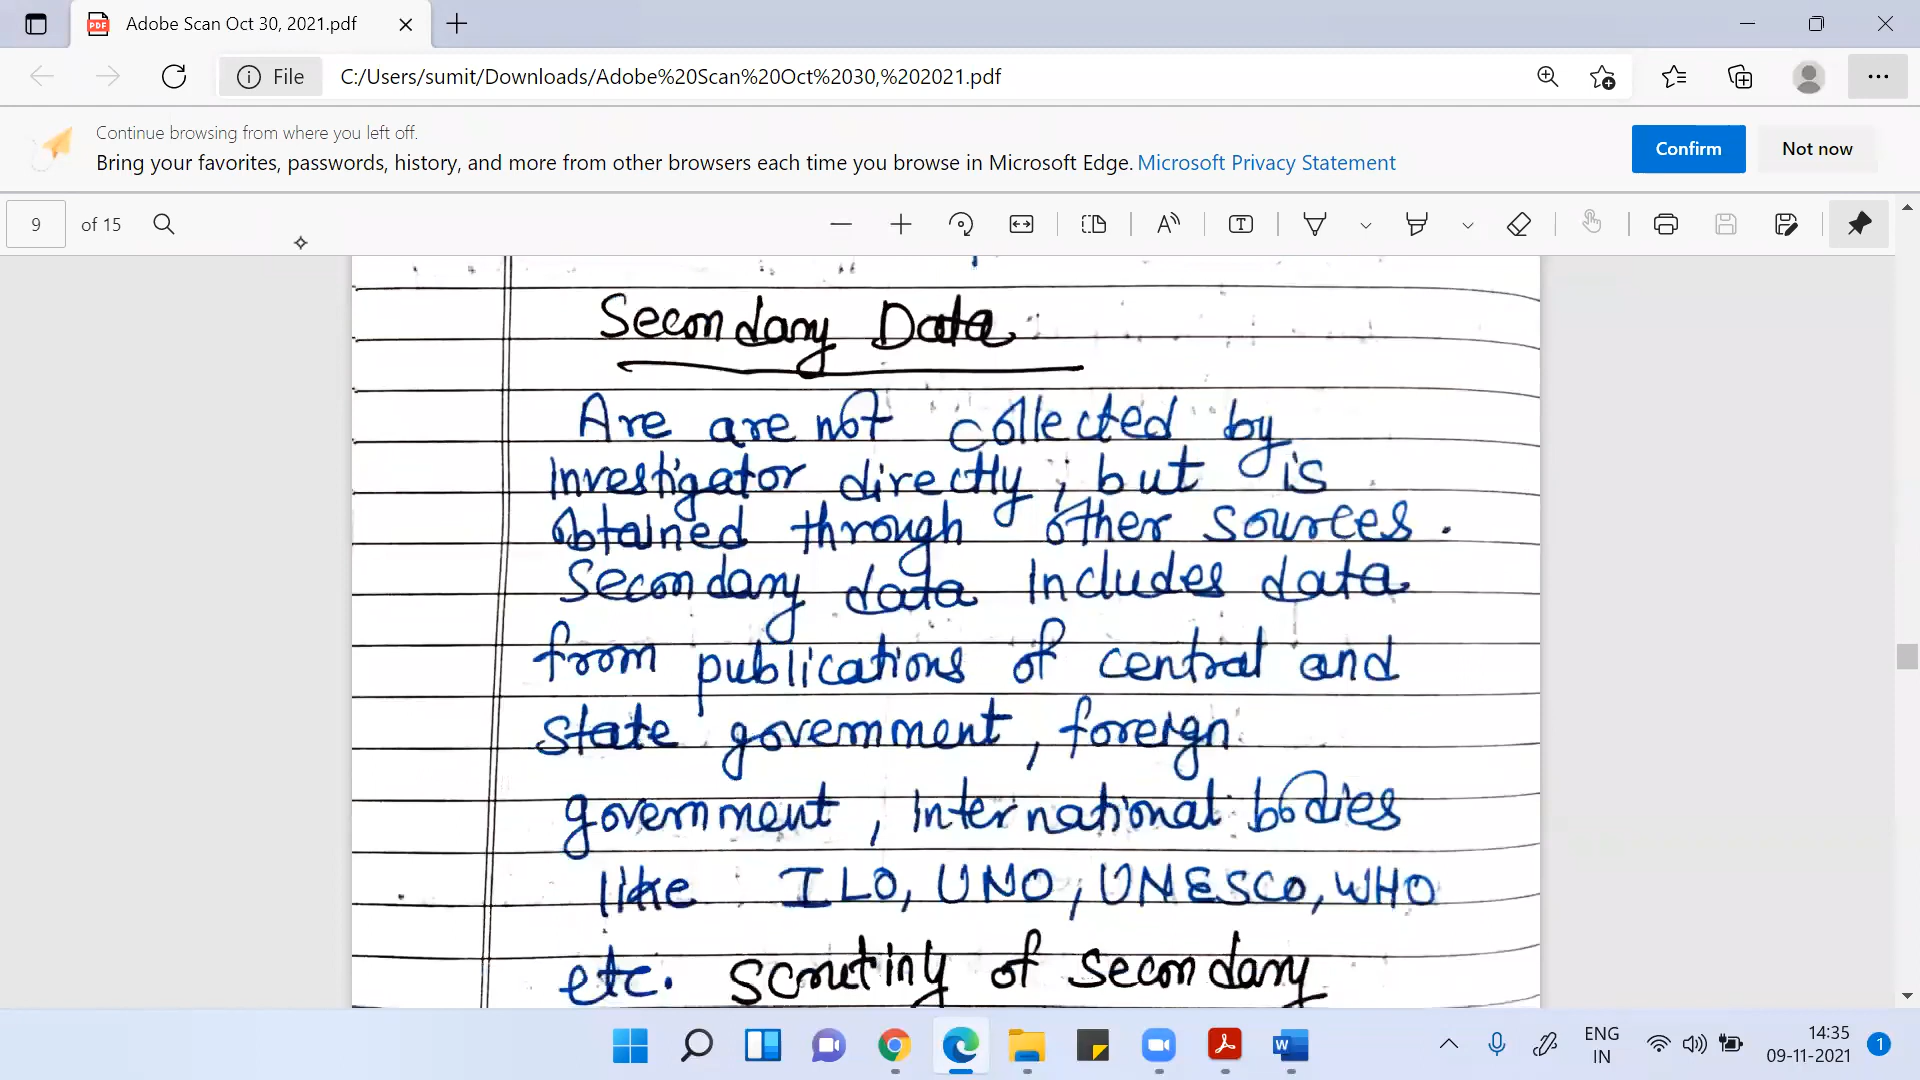 Adobe Scan Oct 30, 2021.pdf
File
C:/Users/sumit/Downloads/Adobe%20Scan%20Oct%2030,%202021.pdf
Continue browsing from where you left off.
Bring your favorites, passwords, history, and more from other browsers each time you browse in Microsoft Edge. Microsoft Privacy Statement
Confirm
Not now
9 of 15
Secondary Data
Are are not collected by
investigator directly, but is
obtained through other sources.
Secondary data includes data
from publications of central and
state government, foreign
government, International bodies
like ILO, UNO, UNESCO, WHO
etc. scrutiny of secondary
ENG
IN
14:35
09-11-2021
1